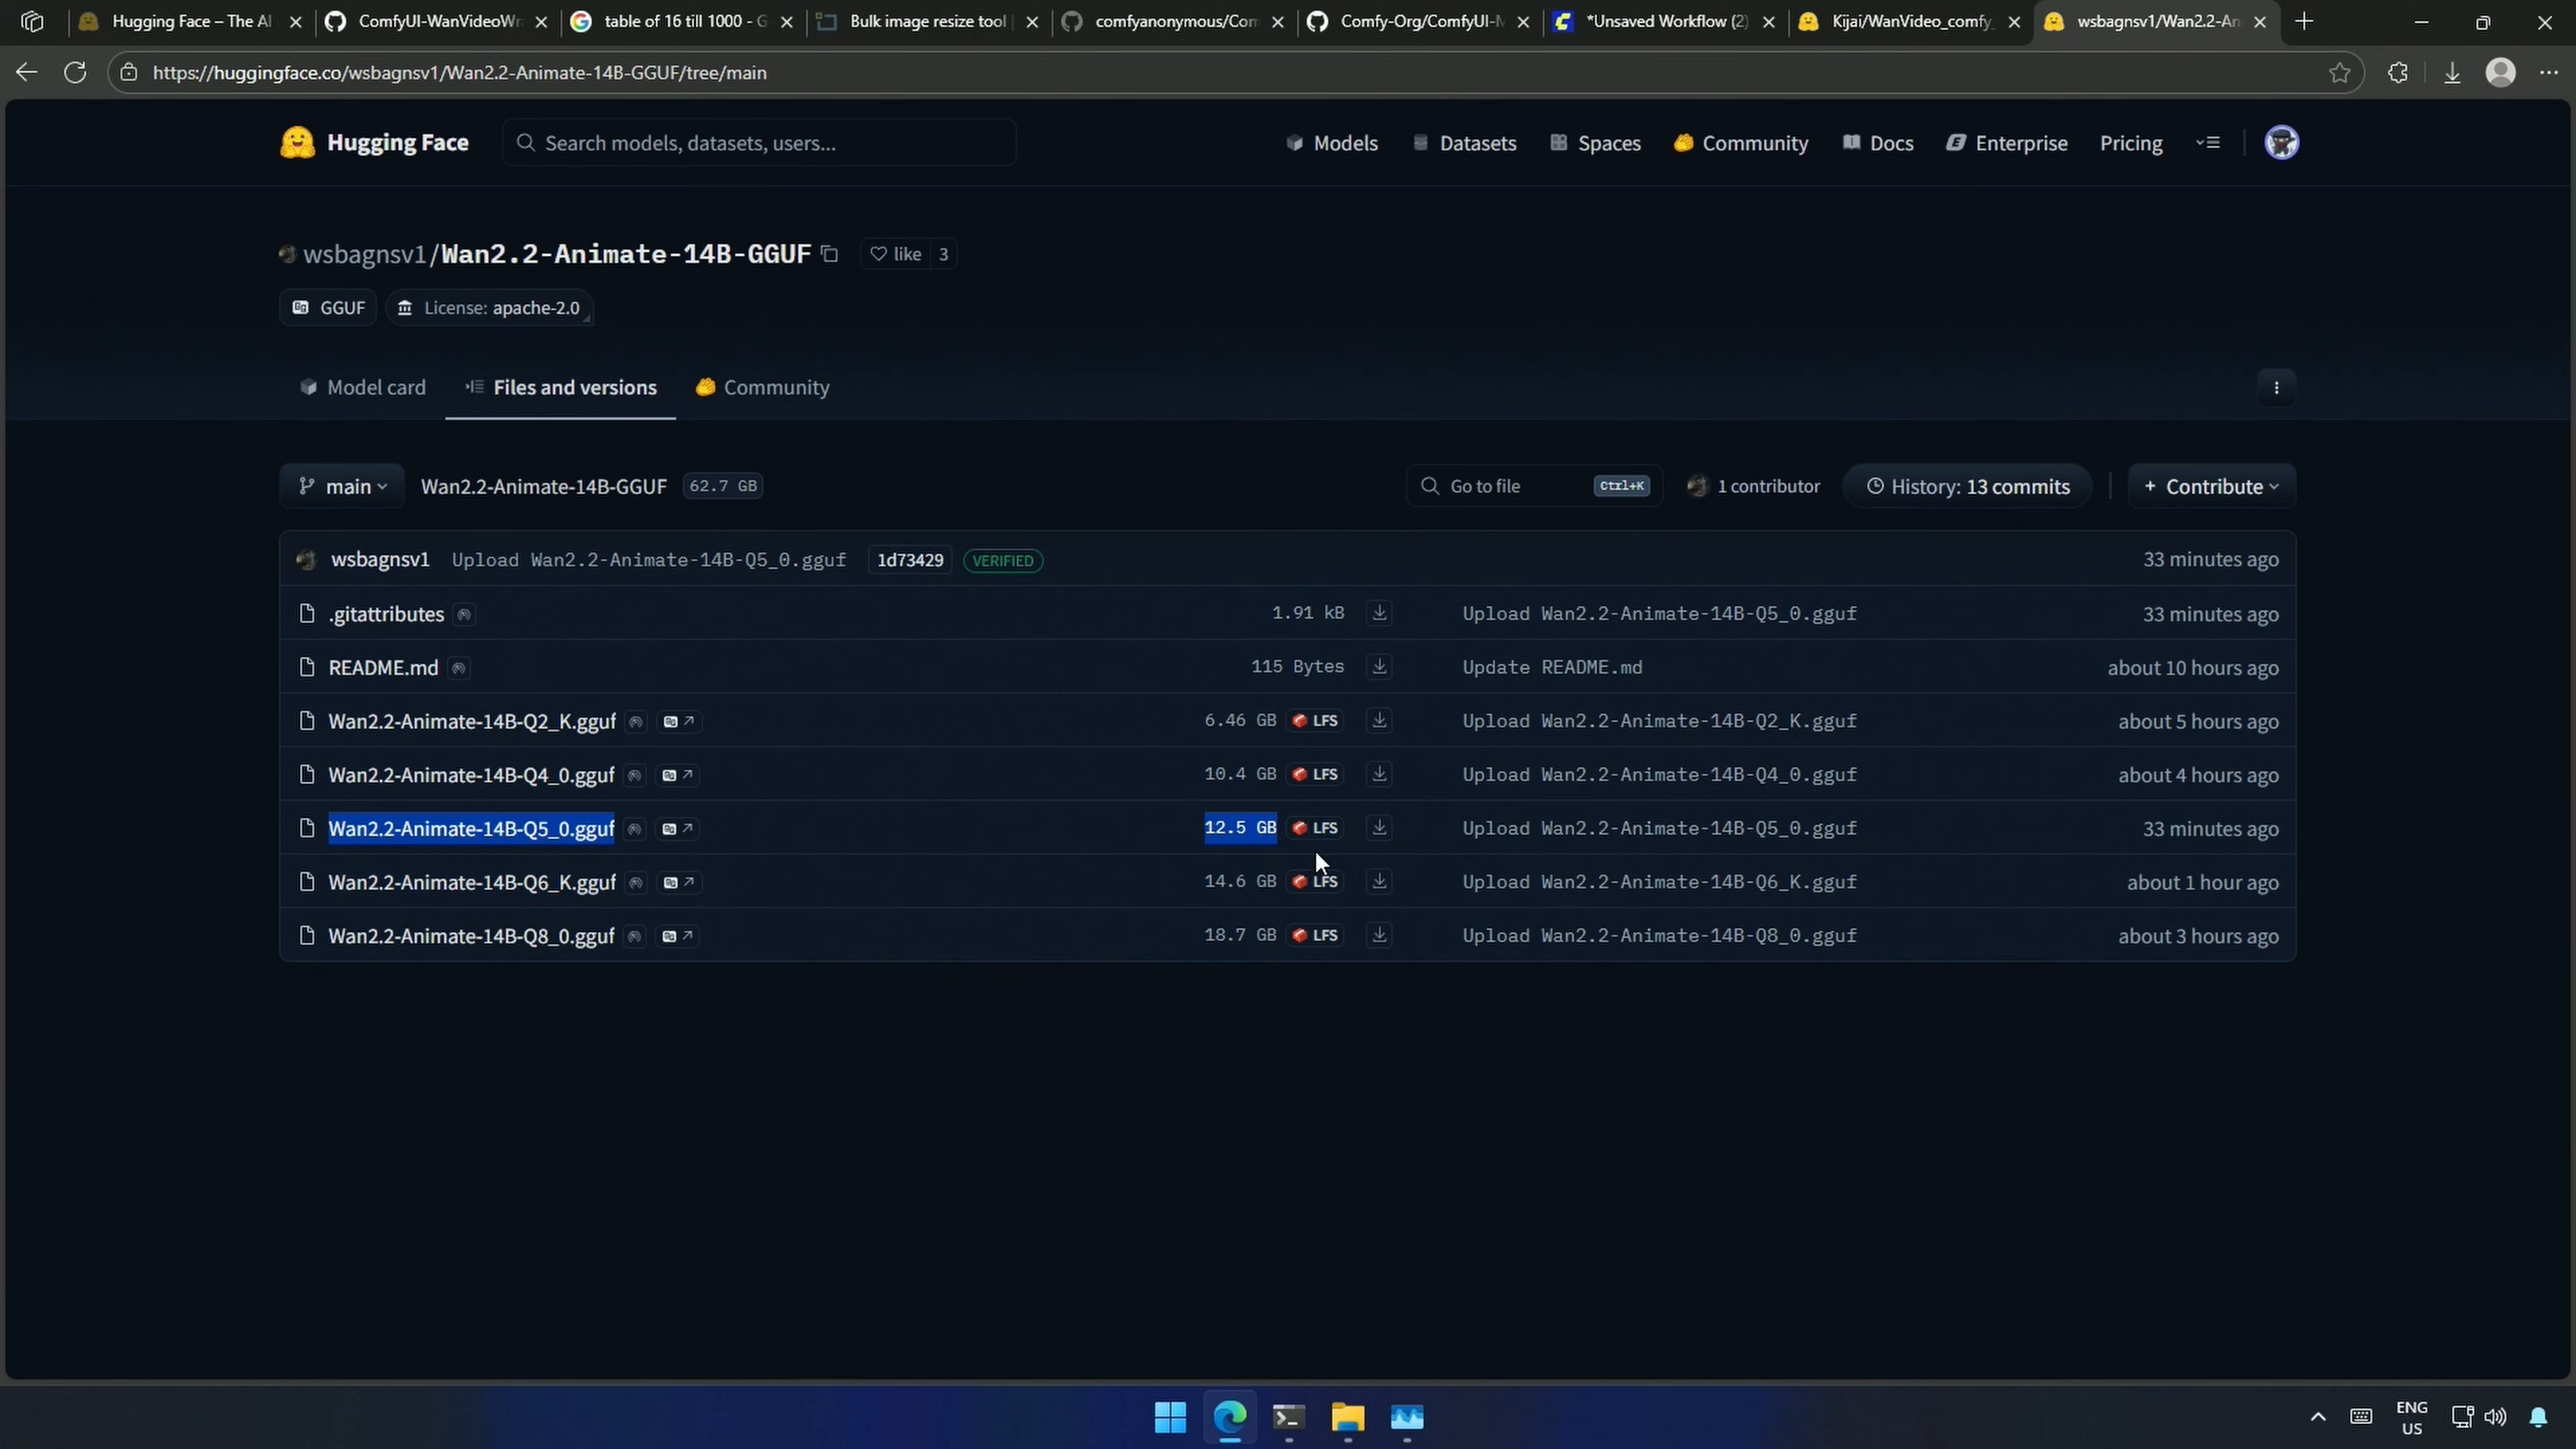 Hugging Face – The AI
ComfyUI-WanVideoWr
table of 16 till 1000 - G
Bulk image resize tool
comfyanonymous/Com
Comfy-Org/ComfyUI-M
*Unsaved Workflow (2)
Kijai/WanVideo_comfy_
wsbagnsv1/Wan2.2-An
https://huggingface.co/wsbagnsv1/Wan2.2-Animate-14B-GGUF/tree/main
Hugging Face
Search models, datasets, users...
Models
Datasets
Spaces
Community
Docs
Enterprise
Pricing
wsbagnsv1/Wan2.2-Animate-14B-GGUF
like 3
GGUF
License: apache-2.0
Model card
Files and versions
Community
main
Wan2.2-Animate-14B-GGUF
62.7 GB
Go to file
Ctrl+K
1 contributor
History: 13 commits
+ Contribute
wsbagnsv1 Upload Wan2.2-Animate-14B-Q5_0.gguf 1d73429 VERIFIED 33 minutes ago
.gitattributes 1.91 kB Upload Wan2.2-Animate-14B-Q5_0.gguf 33 minutes ago
README.md 115 Bytes Update README.md about 10 hours ago
Wan2.2-Animate-14B-Q2_K.gguf 6.46 GB LFS Upload Wan2.2-Animate-14B-Q2_K.gguf about 5 hours ago
Wan2.2-Animate-14B-Q4_0.gguf 10.4 GB LFS Upload Wan2.2-Animate-14B-Q4_0.gguf about 4 hours ago
Wan2.2-Animate-14B-Q5_0.gguf 12.5 GB LFS Upload Wan2.2-Animate-14B-Q5_0.gguf 33 minutes ago
Wan2.2-Animate-14B-Q6_K.gguf 14.6 GB LFS Upload Wan2.2-Animate-14B-Q6_K.gguf about 1 hour ago
Wan2.2-Animate-14B-Q8_0.gguf 18.7 GB LFS Upload Wan2.2-Animate-14B-Q8_0.gguf about 3 hours ago
ENG
US